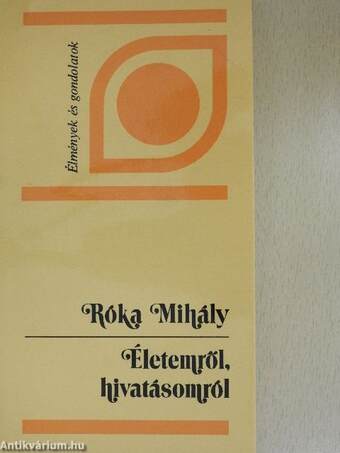 Élmények és gondolatok
Róka Mihály
Életemről,
hivatásomról
Antikvárium.hu